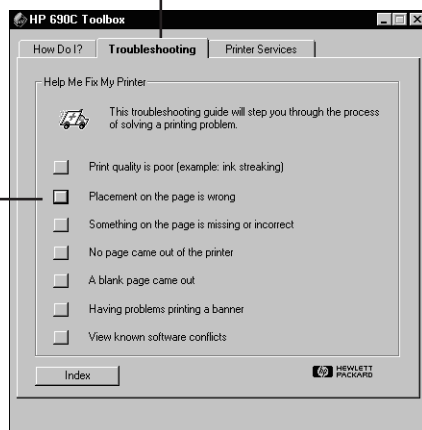 HP 690C Toolbox
How Do I? Troubleshooting Printer Services
Help Me Fix My Printer
This troubleshooting guide will step you through the process
of solving a printing problem.
Print quality is poor (example: ink streaking)
Placement on the page is wrong
Something on the page is missing or incorrect
No page came out of the printer
A blank page came out
Having problems printing a banner
View known software conflicts
Index
HEWLETT
PACKARD